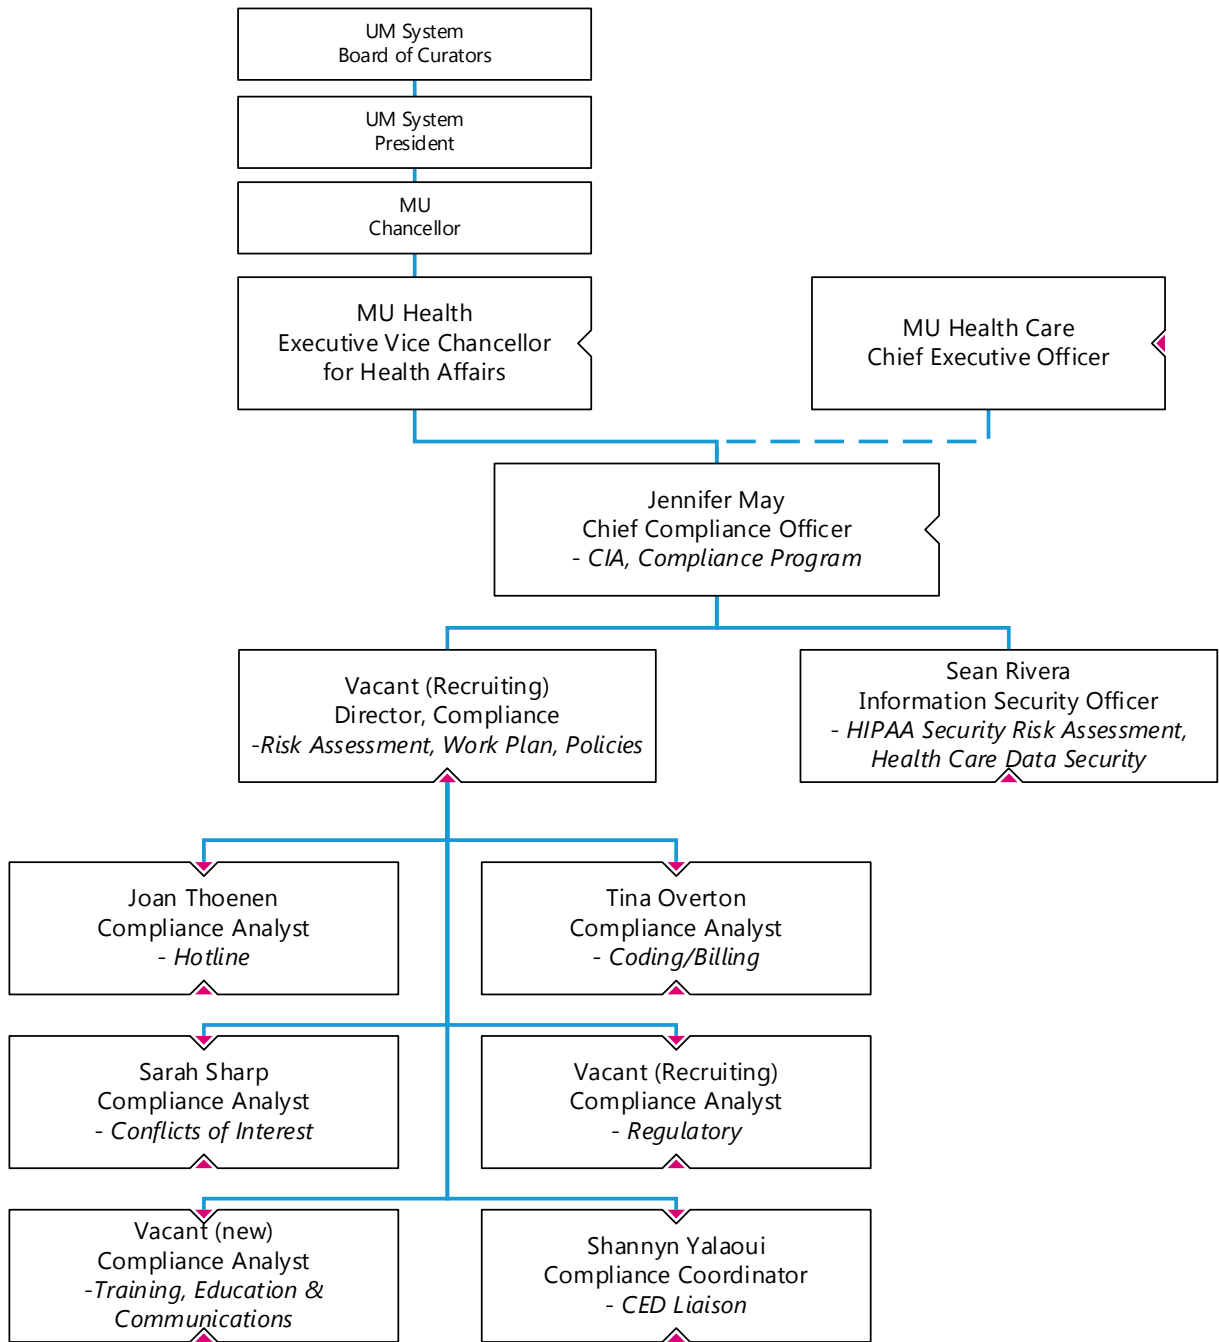 UM System
Board of Curators
UM System
President
MU
Chancellor
MU Health
Executive Vice Chancellor
for Health Affairs
MU Health Care
Chief Executive Officer
Jennifer May
Chief Compliance Officer
- CIA, Compliance Program
Vacant (Recruiting)
Director, Compliance
-Risk Assessment, Work Plan, Policies
Sean Rivera
Information Security Officer
- HIPAA Security Risk Assessment,
Health Care Data Security
Joan Thoenen
Compliance Analyst
- Hotline
Tina Overton
Compliance Analyst
- Coding/Billing
Sarah Sharp
Compliance Analyst
- Conflicts of Interest
Vacant (Recruiting)
Compliance Analyst
- Regulatory
Vacant (new)
Compliance Analyst
-Training, Education &
Communications
Shannyn Yalaoui
Compliance Coordinator
- CED Liaison